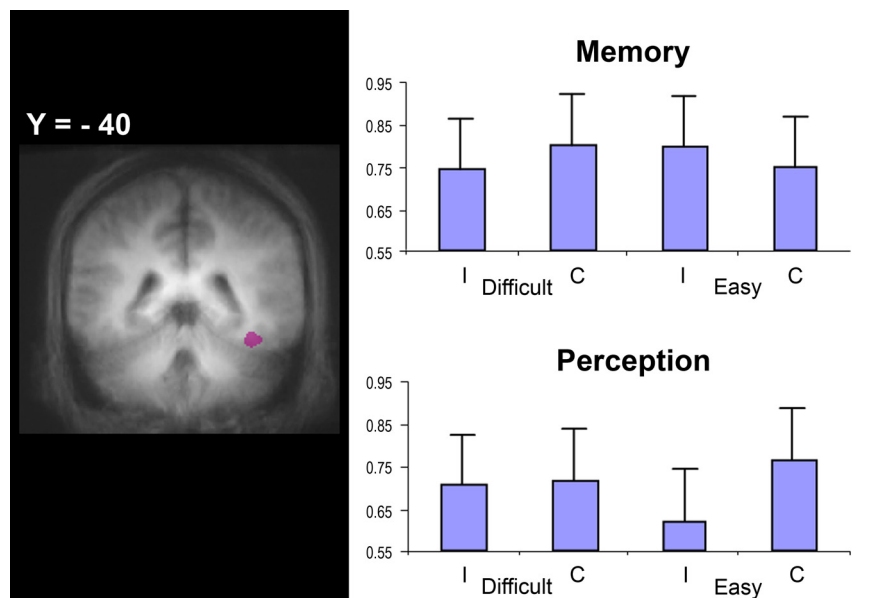 Y = - 40
Memory
0.95
0.85
0.75
0.65
0.55
I Difficult C I Easy C
Perception
0.95
0.85
0.75
0.65
0.55
I Difficult C I Easy C